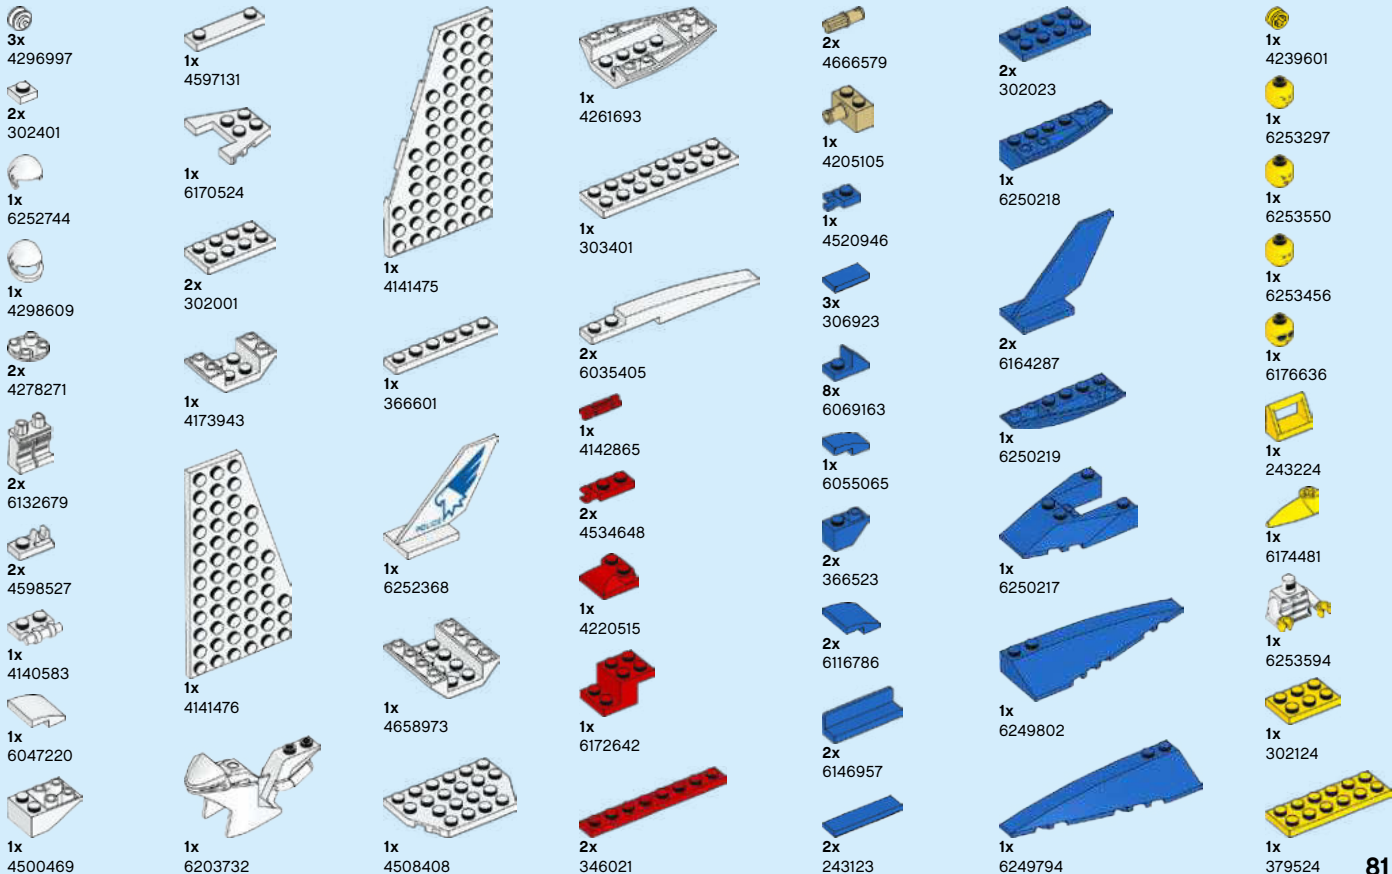 3x
4296997
2x
302401
1x
6252744
1x
4298609
2x
4278271
2x
6132679
2x
4598527
1x
4140583
1x
6047220
1x
4500469
1x
4597131
1x
6170524
2x
302001
1x
4173943
1x
4141476
1x
6203732
1x
4141475
1x
366601
POLICE
1x
6252368
1x
4658973
1x
4508408
1x
4261693
1x
303401
2x
6035405
1x
4142865
2x
4534648
1x
4220515
1x
6172642
2x
346021
2x
4666579
1x
4205105
1x
4520946
3x
306923
8x
6069163
1x
6055065
2x
366523
2x
6116786
2x
6146957
2x
243123
2x
302023
1x
6250218
2x
6164287
1x
6250219
1x
6250217
1x
6249802
1x
6249794
1x
4239601
1x
6253297
1x
6253550
1x
6253456
1x
6176636
1x
243224
1x
6174481
1x
6253594
1x
302124
1x
379524
81